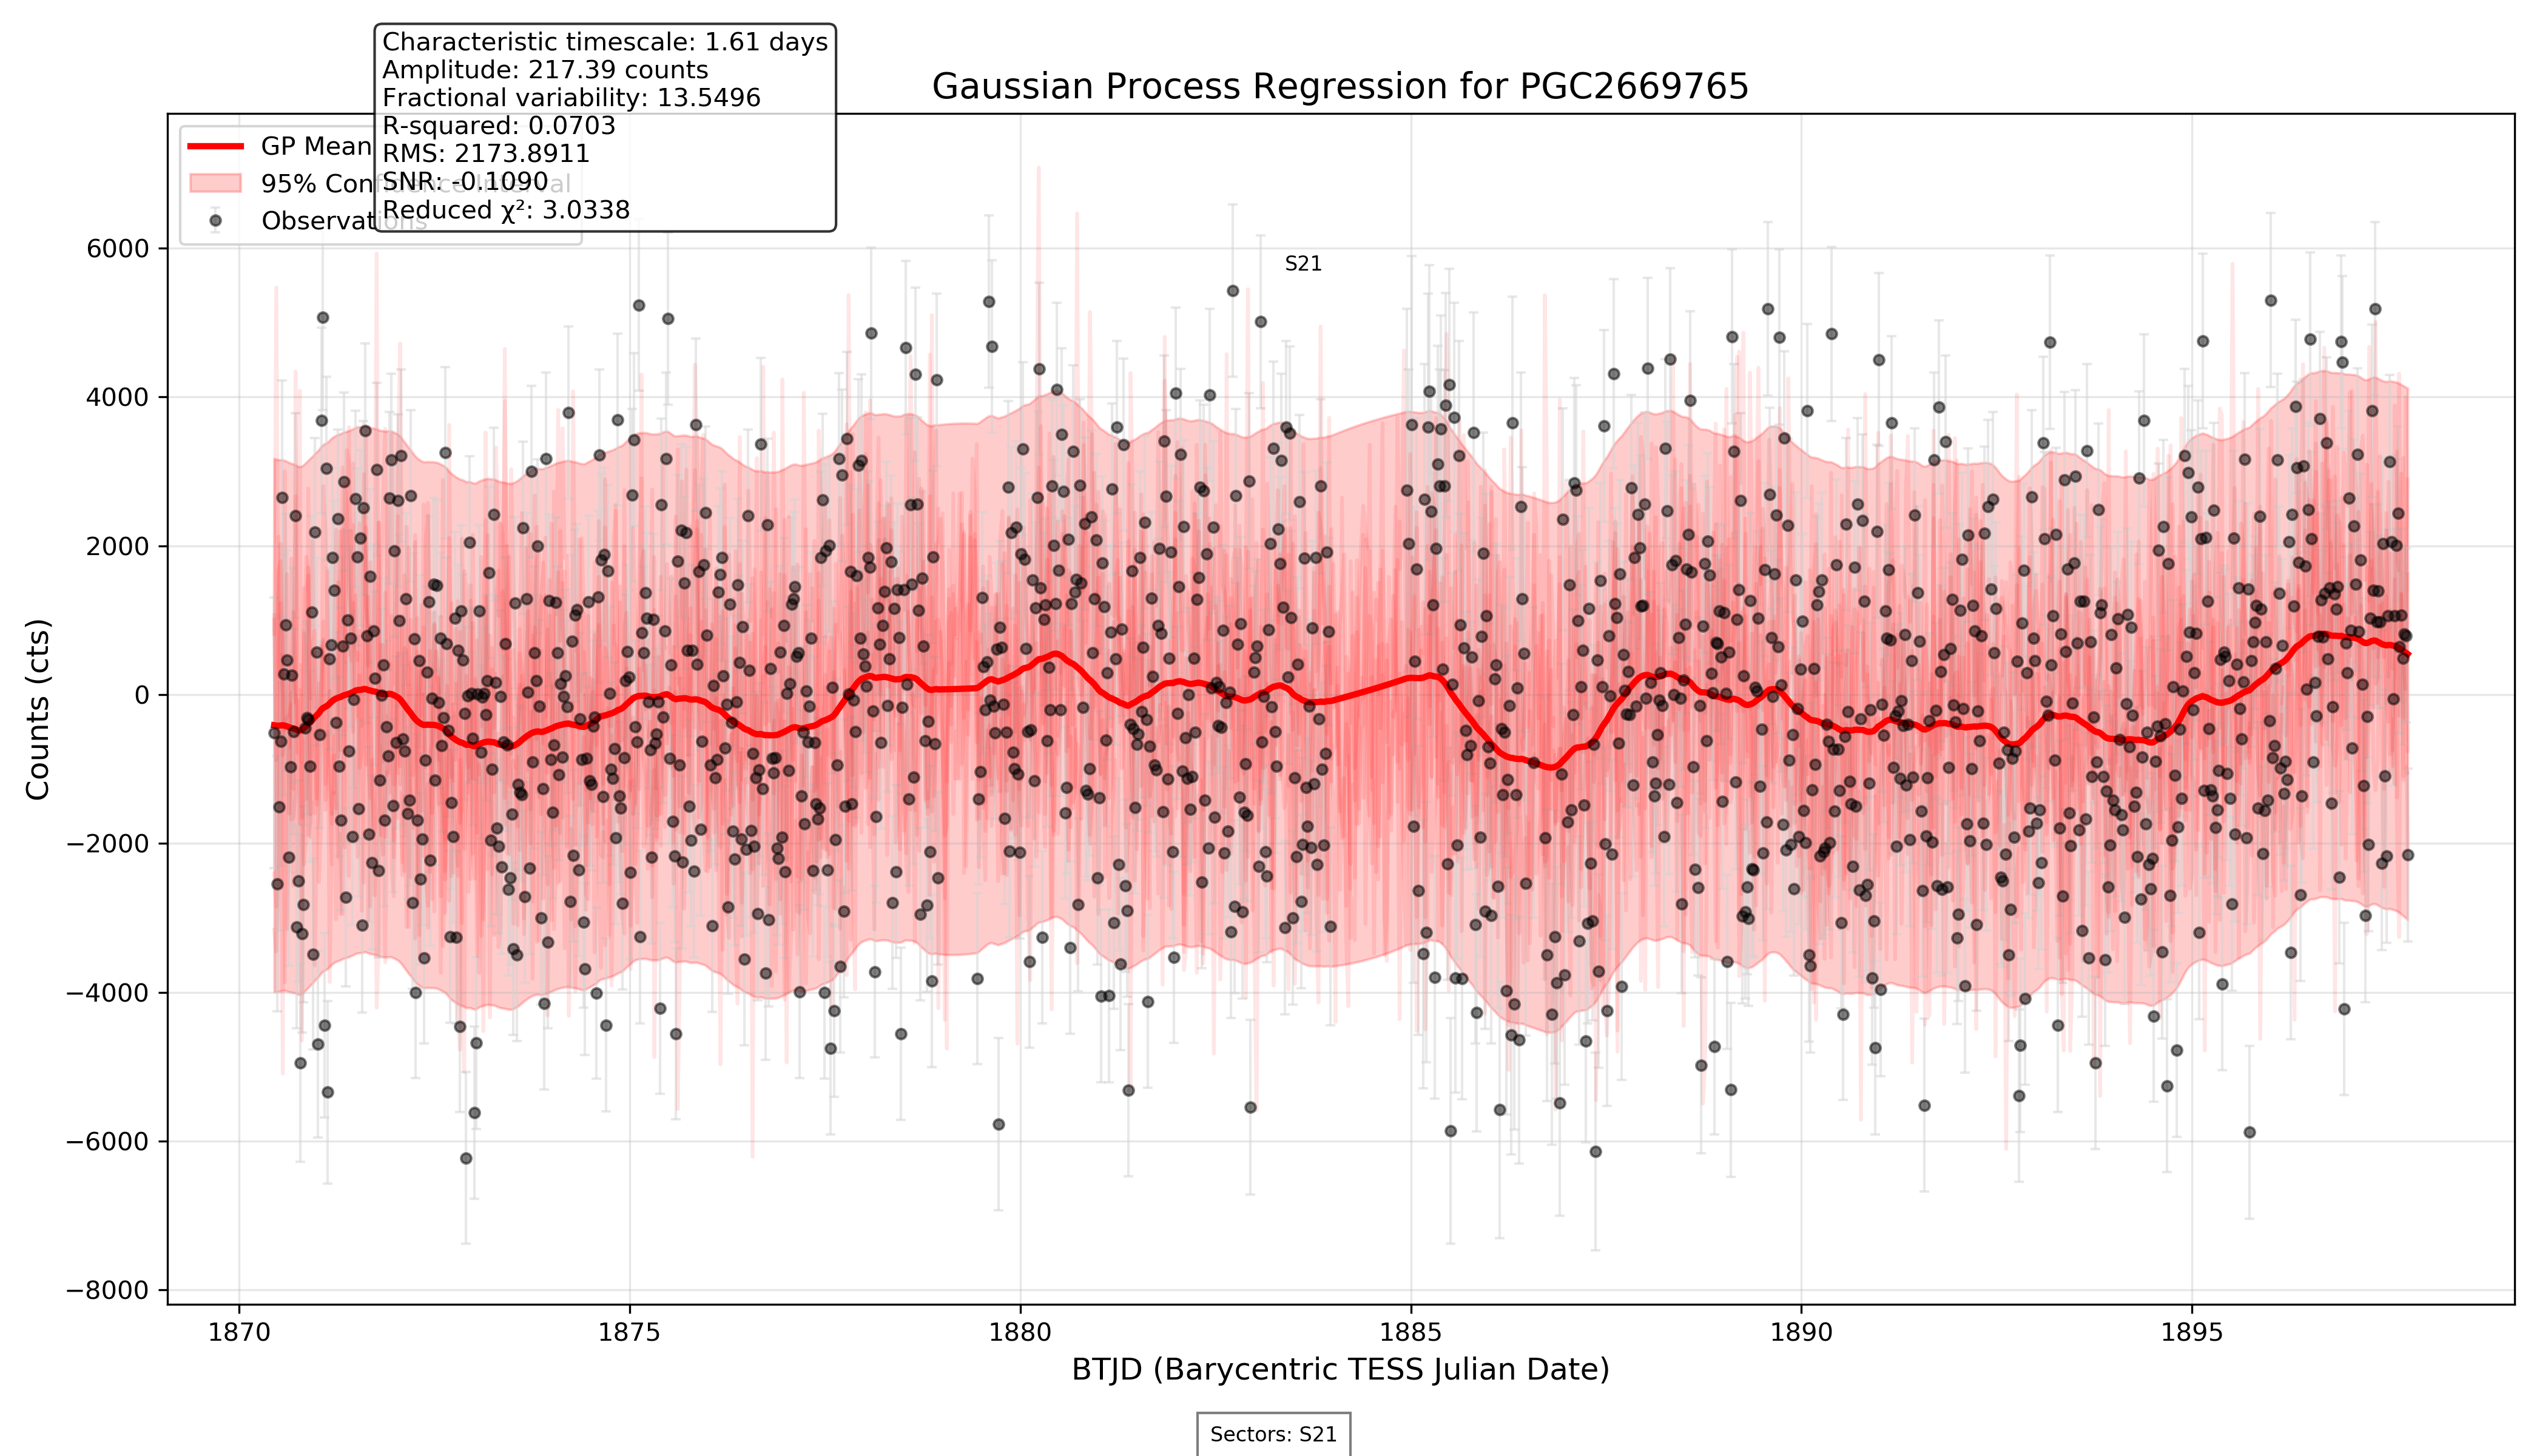 Characteristic timescale: 1.61 days
Amplitude: 217.39 counts
Fractional variability: 13.5496
R-squared: 0.0703
RMS: 2173.8911
SNR: -0.1090
Reduced χ²: 3.0338
Gaussian Process Regression for PGC2669765
GP Mean
95% Confidence Interval
Observations
S21
Counts (cts)
6000
4000
2000
0
−2000
−4000
−6000
−8000
1870 1875 1880 1885 1890 1895
BTJD (Barycentric TESS Julian Date)
Sectors: S21